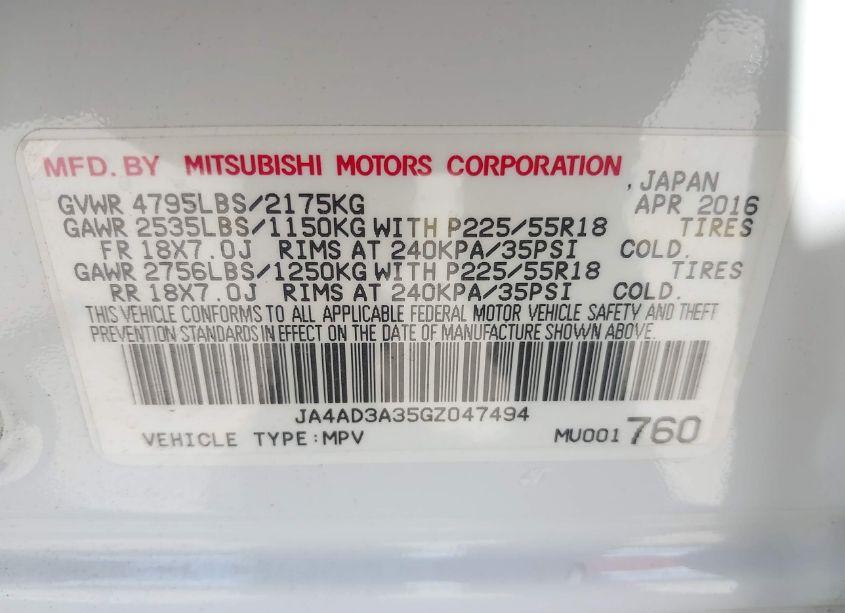 MFD. BY MITSUBISHI MOTORS CORPORATION
, JAPAN
GVWR 4795LBS/2175KG APR 2016
GAWR 2535LBS/1150KG WITH P225/55R18 TIRES
FR 18X7.0J RIMS AT 240KPA/35PSI COLD.
GAWR 2756LBS/1250KG WITH P225/55R18 TIRES
RR 18X7.0J RIMS AT 240KPA/35PSI COLD.
THIS VEHICLE CONFORMS TO ALL APPLICABLE FEDERAL MOTOR VEHICLE SAFETY AND THEFT
PREVENTION STANDARDS IN EFFECT ON THE DATE OF MANUFACTURE SHOWN ABOVE.
JA4AD3A35GZ047494
VEHICLE TYPE:MPV MU001760